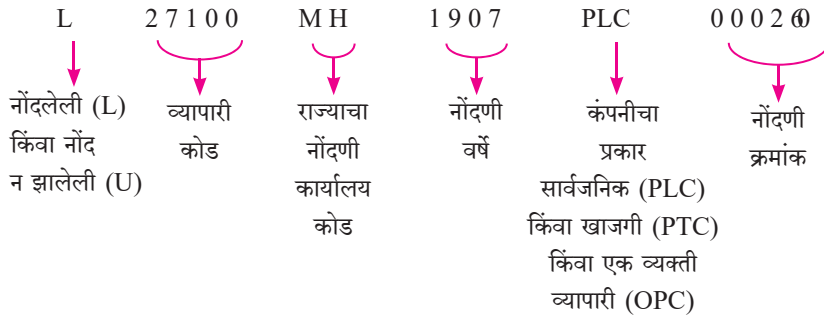 L 27100 MH 1907 PLC
नोंदलेली (L)
किंवा नोंद
न झालेली (U)
व्यापारी
कोड
राज्याचा
नोंदणी
कार्यालय
कोड
नोंदणी
वर्षे
कंपनीचा
प्रकार
सार्वजनिक (PLC)
किंवा खाजगी (PTC)
किंवा एक व्यक्ती
व्यापारी (OPC)
नोंदणी
क्रमांक